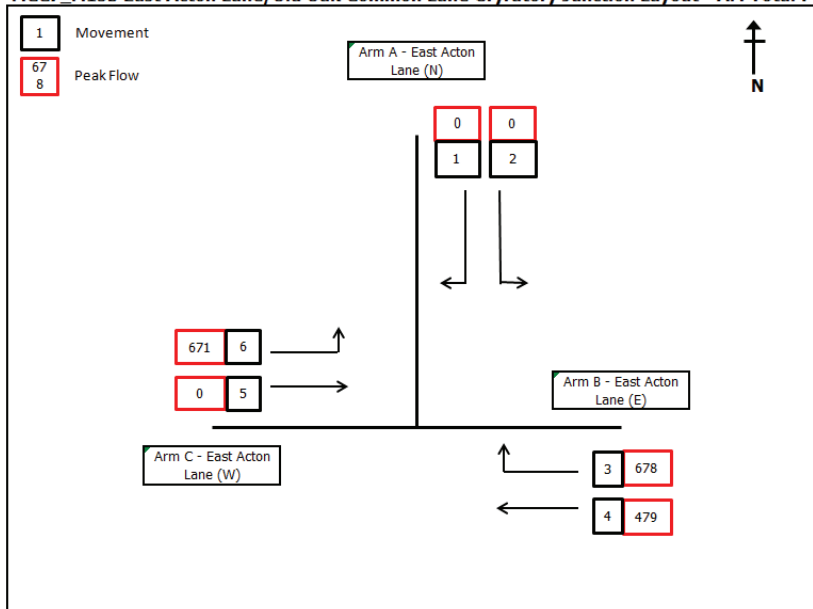 1 Movement
67
8
Peak Flow
Arm A - East Acton
Lane (N)
N
0 0
1 2
671 6
0 5
Arm B - East Acton
Lane (E)
Arm C - East Acton
Lane (W)
3 678
4 479